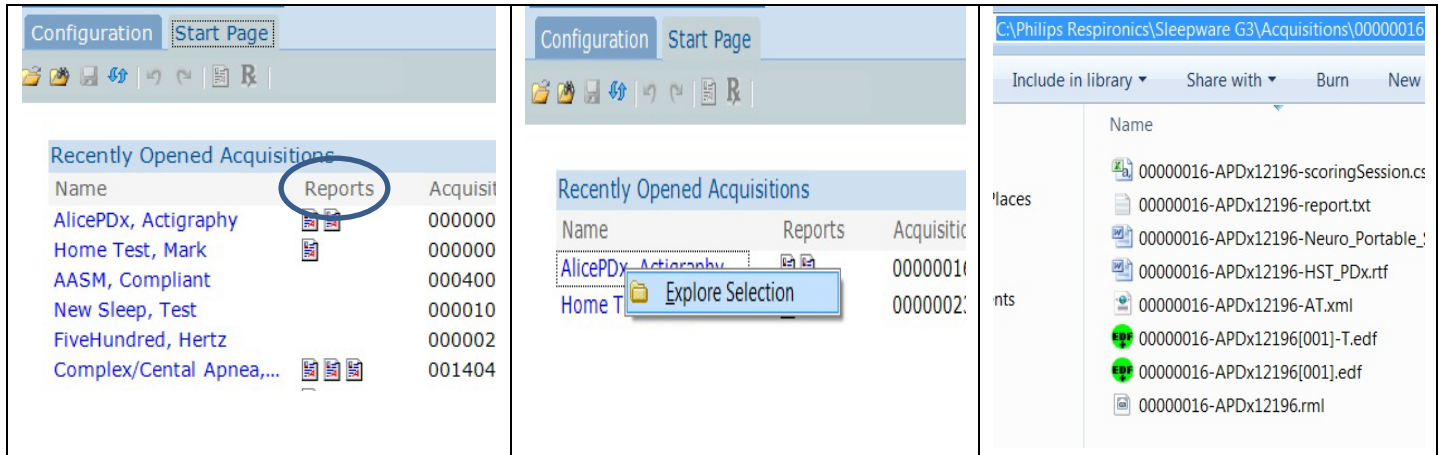 Configuration Start Page
Recently Opened Acquisitions
Name Reports Acquisit
AlicePDx, Actigraphy 000000
Home Test, Mark 000000
AASM, Compliant 000400
New Sleep, Test 000010
FiveHundred, Hertz 000002
Complex/Cental Apnea,... 001404
Configuration Start Page
Recently Opened Acquisitions
Name Reports Acquisitio
AlicePDx, Actigraphy 00000016
Explore Selection
Home T 0000002
C:\Philips Respironics\Sleepware G3\Acquisitions\00000016
Include in library Share with Burn New
Name
00000016-APDx12196-scoringSession.cs
laces
00000016-APDx12196-report.txt
00000016-APDx12196-Neuro_Portable_
00000016-APDx12196-HST_PDx.rtf
nts
00000016-APDx12196-AT.xml
00000016-APDx12196[001]-T.edf
00000016-APDx12196[001].edf
00000016-APDx12196.rml